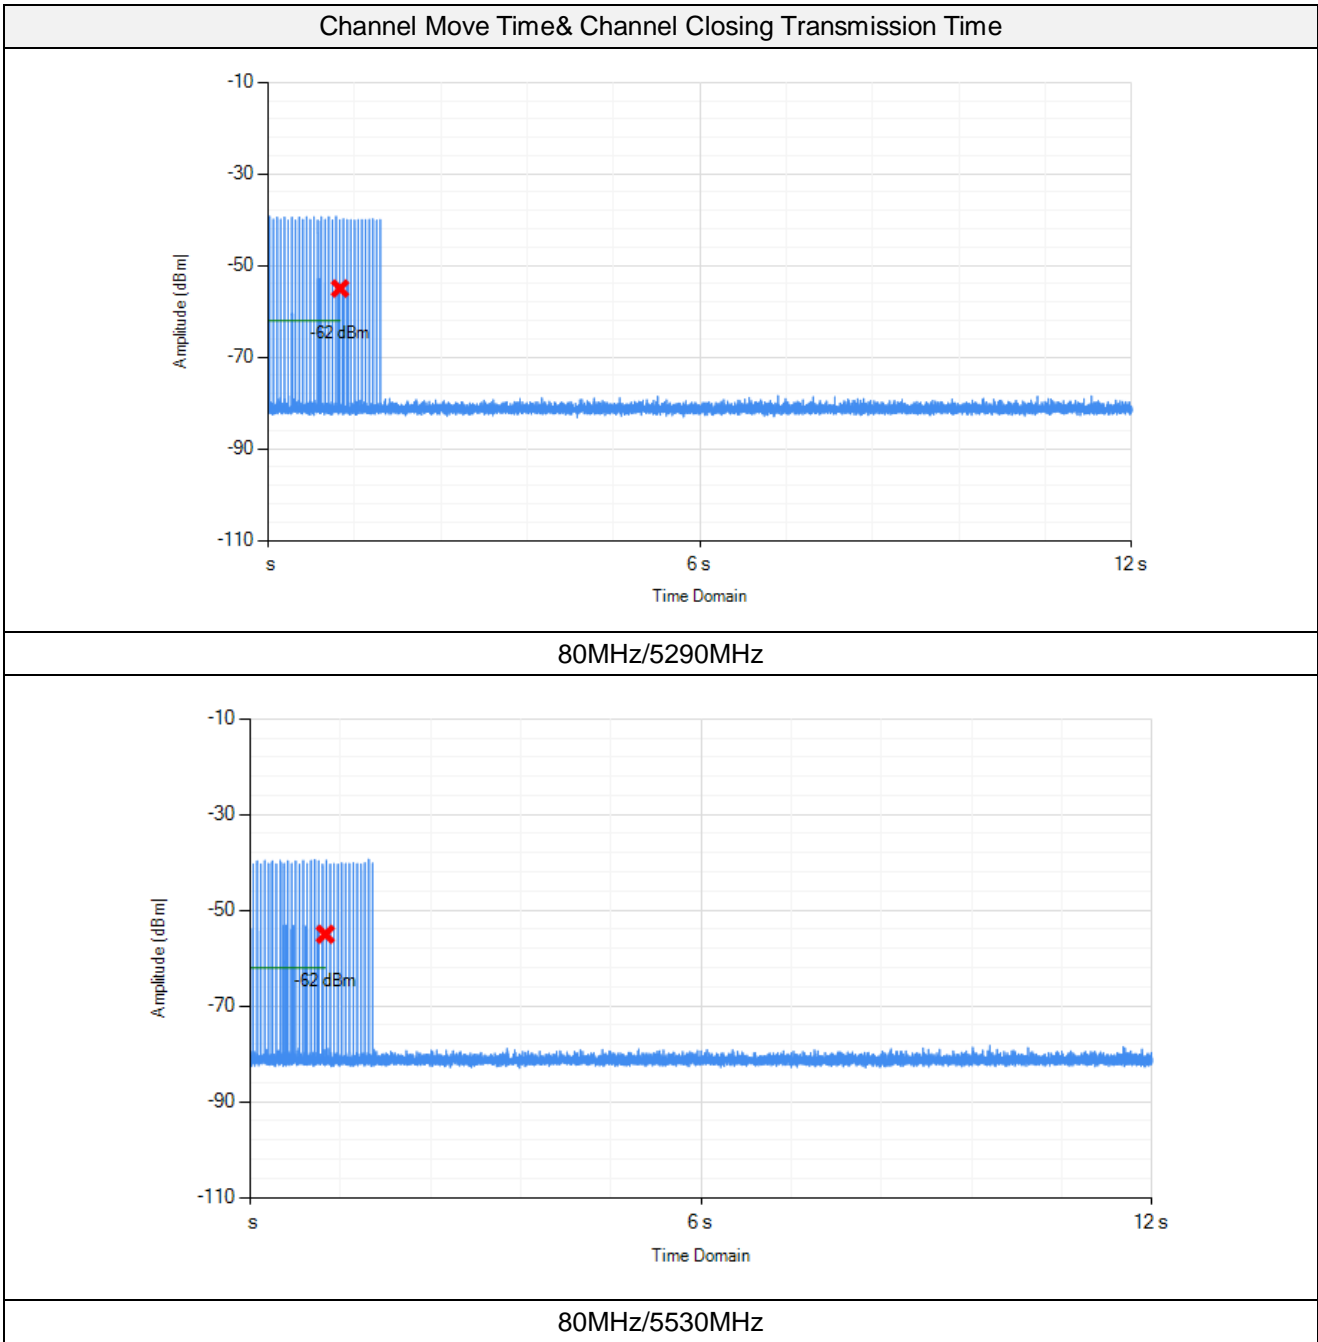 Channel Move Time& Channel Closing Transmission Time
-10
-30
-50
-70
-90
-110
Amplitude [dBm]
-62 dBm
s
6 s
12 s
Time Domain
80MHz/5290MHz
-10
-30
-50
-70
-90
-110
Amplitude [dBm]
-62 dBm
s
6 s
12 s
Time Domain
80MHz/5530MHz